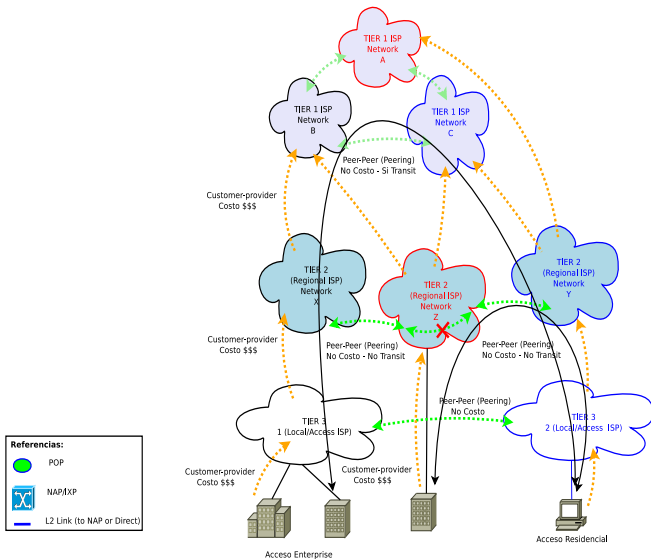 TIER 1 ISP
Network
A
TIER 1 ISP
Network
B
TIER 1 ISP
Network
C
Peer-Peer (Peering)
No Costo - Si Transit
Customer-provider
Costo $$$
TIER 2
(Regional ISP)
Network
X
TIER 2
(Regional ISP)
Network
Z
TIER 2
(Regional ISP)
Network
Y
Customer-provider
Costo $$$
Peer-Peer (Peering)
No Costo - No Transit
Peer-Peer (Peering)
No Costo - No Transit
Peer-Peer (Peering)
No Costo
TIER 3
1 (Local/Access ISP)
TIER 3
2 (Local/Access ISP)
Customer-provider
Costo $$$
Customer-provider
Costo $$$
Acceso Enterprise
Acceso Residencial
Referencias:
POP
NAP/IXP
L2 Link (to NAP or Direct)